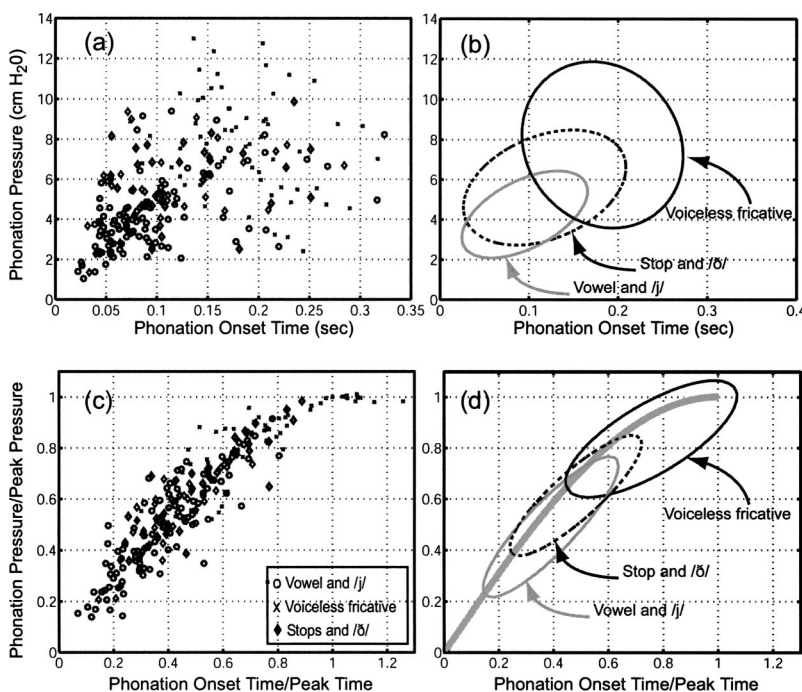 (a)
Phonation Pressure (cm H₂0)
14
12
10
8
6
4
2
0
0 0.05 0.1 0.15 0.2 0.25 0.3 0.35
Phonation Onset Time (sec)
(b)
14
12
10
8
6
4
2
0
0 0.1 0.2 0.3 0.4
Phonation Onset Time (sec)
Voiceless fricative
Stop and /ð/
Vowel and /j/
(c)
Phonation Pressure/Peak Pressure
1
0.8
0.6
0.4
0.2
0
0 0.2 0.4 0.6 0.8 1 1.2
Phonation Onset Time/Peak Time
Vowel and /j/
Voiceless fricative
Stops and /ð/
(d)
1
0.8
0.6
0.4
0.2
0
0 0.2 0.4 0.6 0.8 1 1.2
Phonation Onset Time/Peak Time
Voiceless fricative
Stop and /ð/
Vowel and /j/